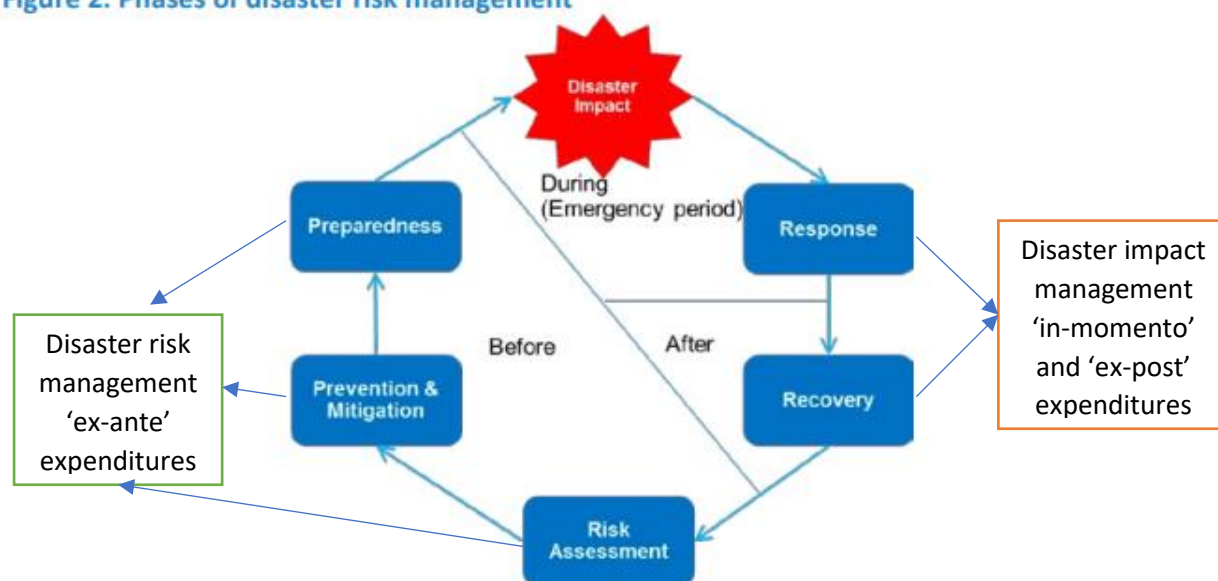 Figure 2. Phases of disaster risk management
Disaster
Impact
During
(Emergency period)
Preparedness
Response
Disaster impact
management
‘in-momento’
and ‘ex-post’
expenditures
Disaster risk
management
‘ex-ante’
expenditures
Before
After
Prevention &
Mitigation
Recovery
Risk
Assessment